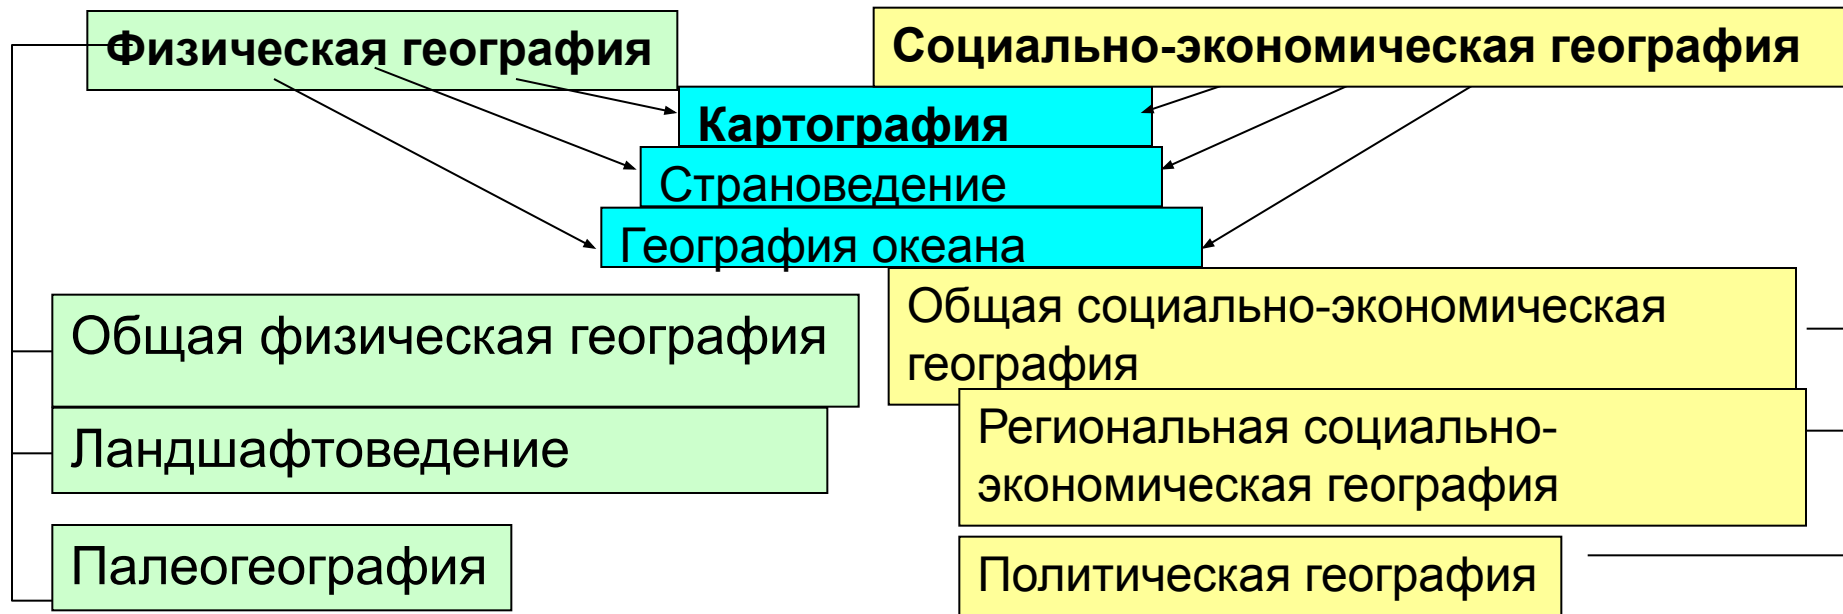 Физическая география
Социально-экономическая география
Картография
Страноведение
География океана
Общая физическая география
Ландшафтоведение
Палеогеография
Общая социально-экономическая
география
Региональная социально-
экономическая география
Политическая география